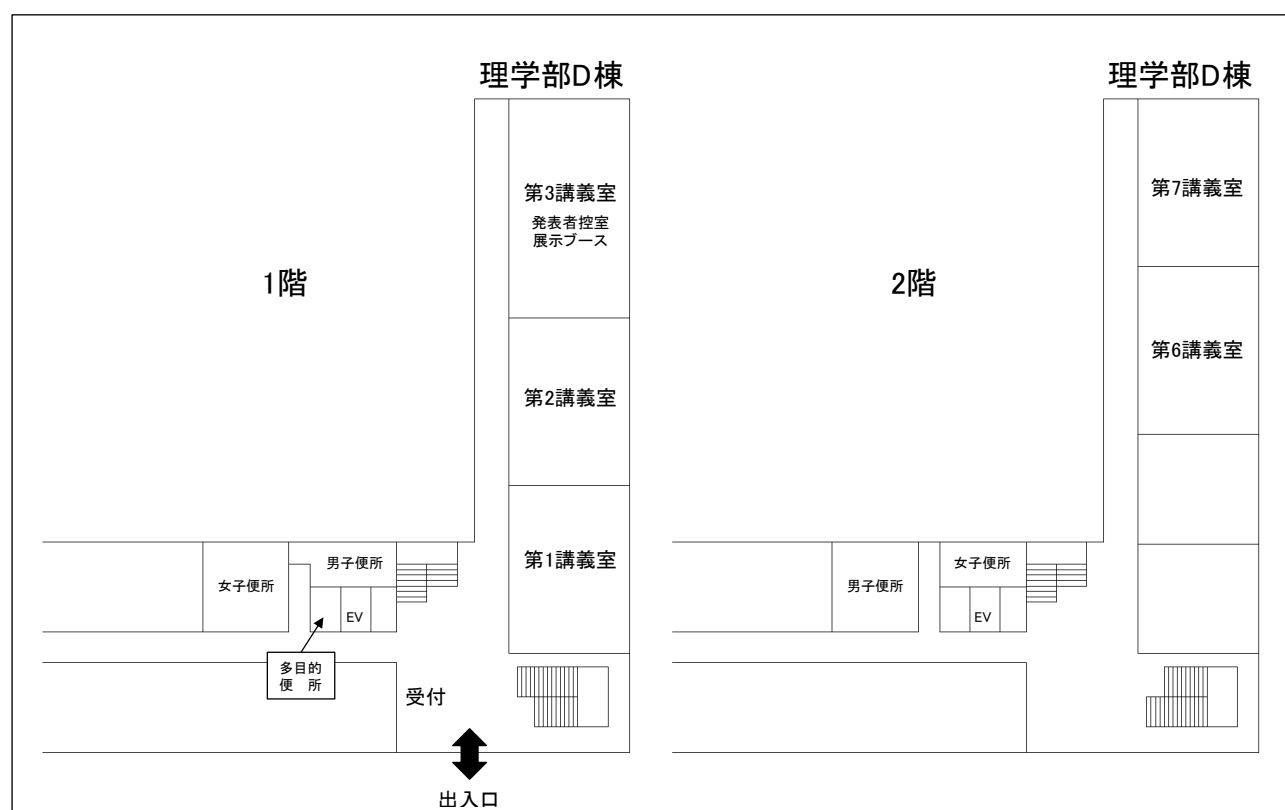 理学部D棟
第3講義室
発表者控室
展示ブース
1階
第2講義室
第1講義室
男子便所
女子便所
EV
多目的
便 所
受付
出入口
理学部D棟
第7講義室
2階
第6講義室
女子便所
男子便所
EV